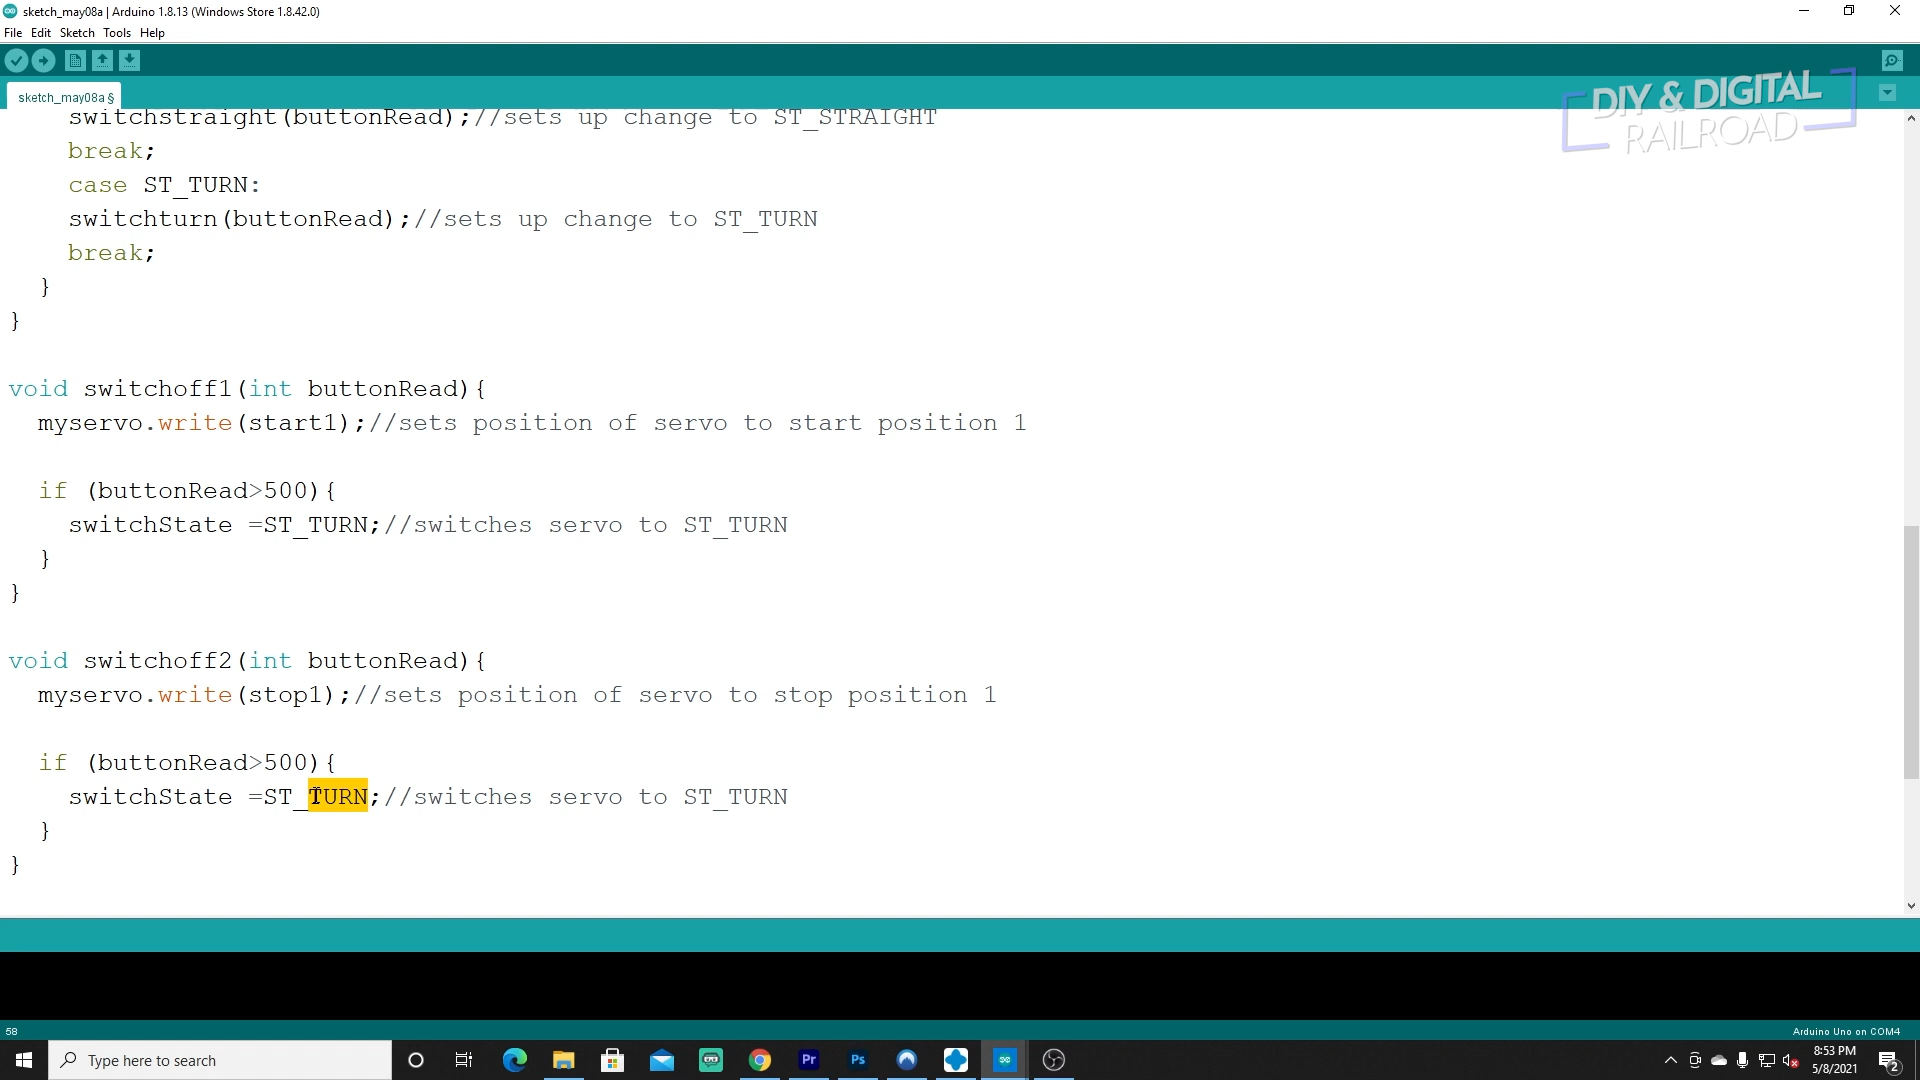 sketch_may08a | Arduino 1.8.13 (Windows Store 1.8.42.0)
File Edit Sketch Tools Help
sketch_may08a §
DIY & DIGITAL
RAILROAD
switchstraight(buttonRead);//sets up change to ST_STRAIGHT
break;
case ST_TURN:
switchturn(buttonRead);//sets up change to ST_TURN
break;
}
}
void switchoff1(int buttonRead){
myservo.write(start1);//sets position of servo to start position 1
if (buttonRead>500){
switchState =ST_TURN;//switches servo to ST_TURN
}
}
void switchoff2(int buttonRead){
myservo.write(stop1);//sets position of servo to stop position 1
if (buttonRead>500){
switchState =ST_TURN;//switches servo to ST_TURN
}
}
58
Arduino Uno on COM4
Type here to search
Pr
Ps
8:53 PM
5/8/2021
2